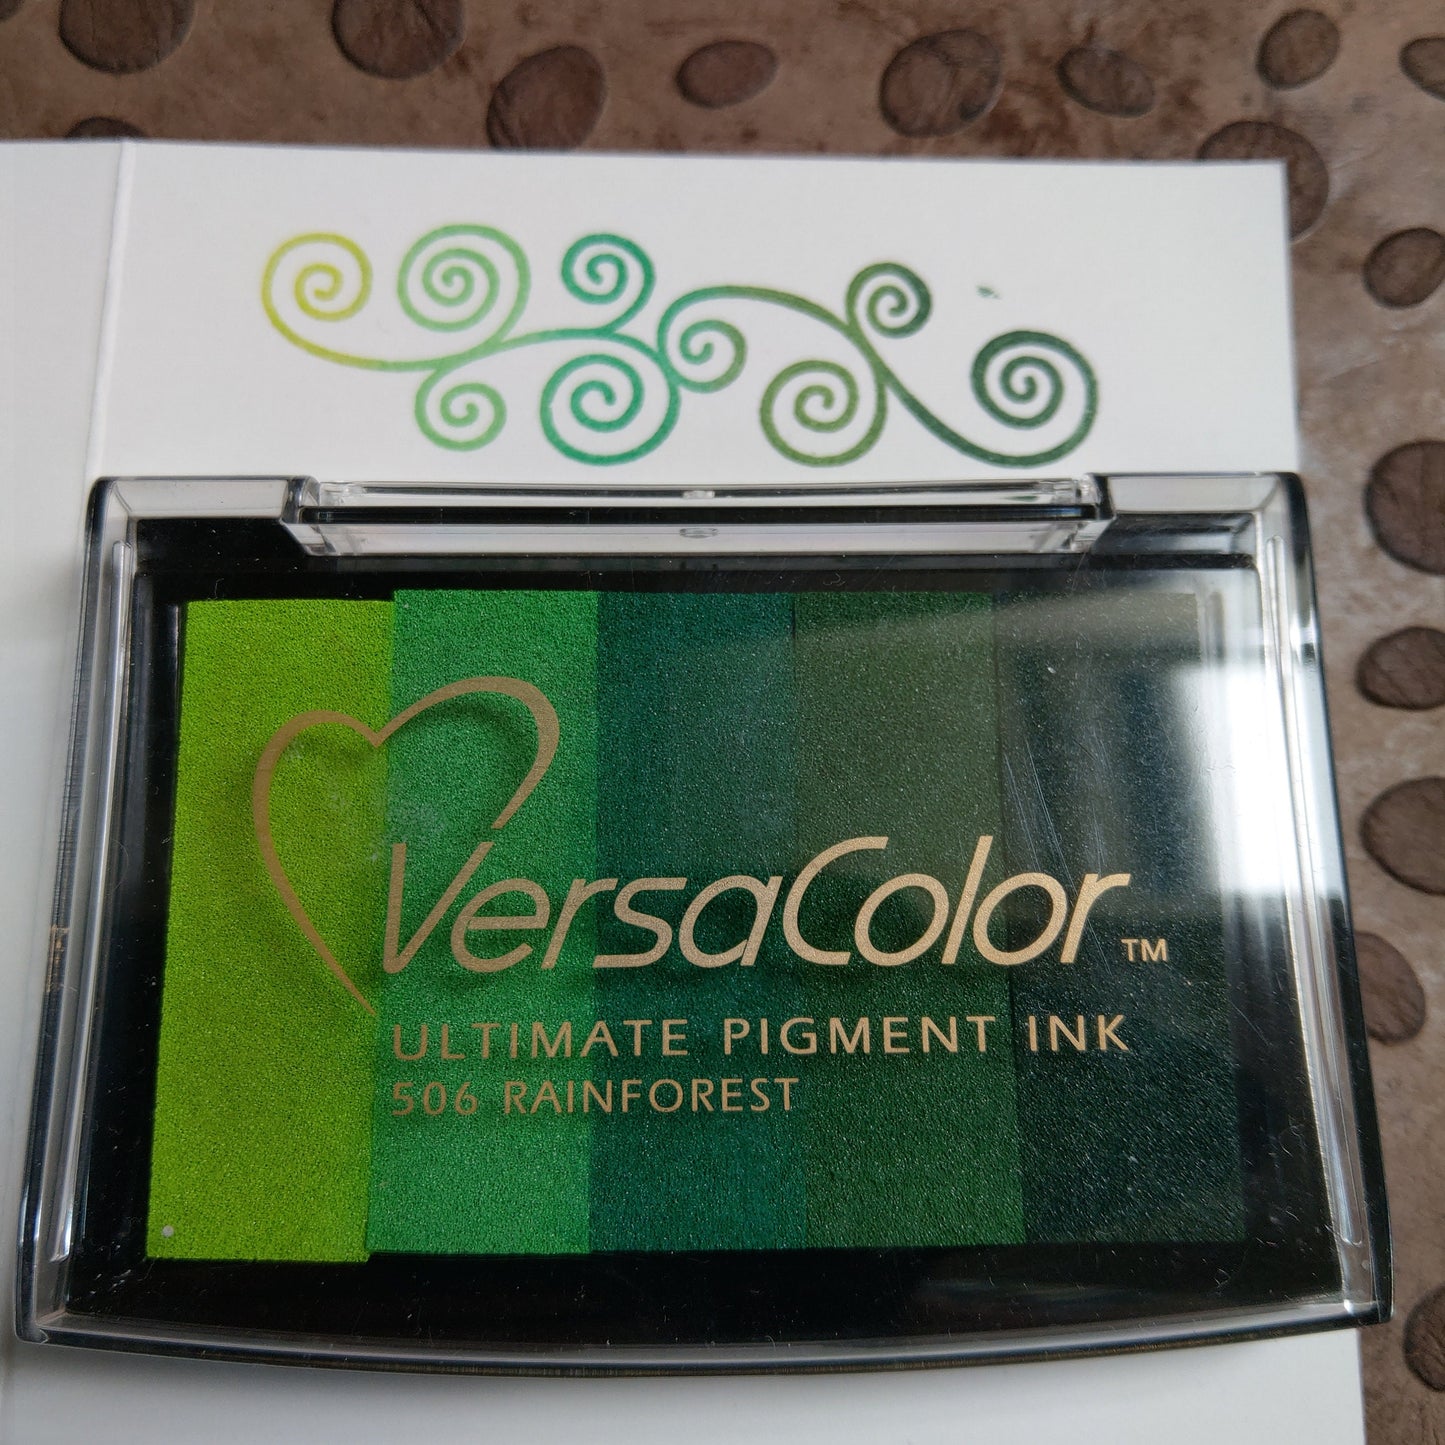 VersaColor™
ULTIMATE PIGMENT INK
506 RAINFOREST